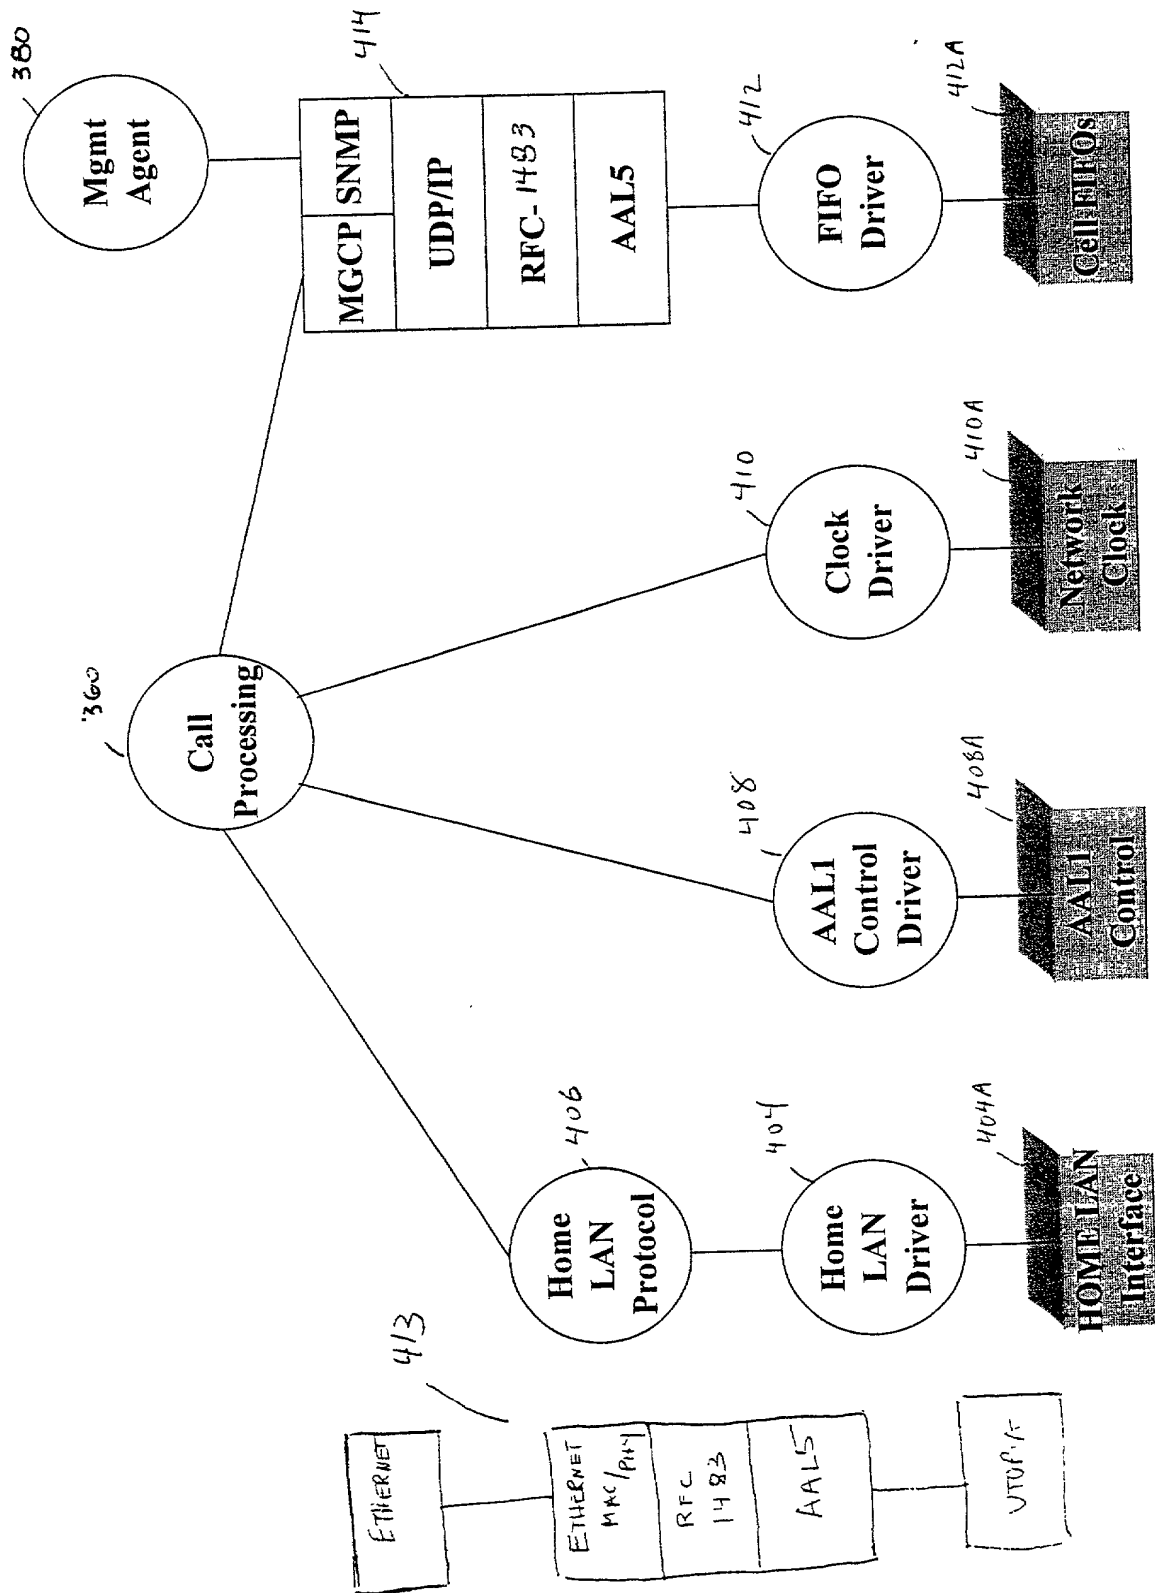 380
Mgmt
Agent
360
Call
Processing
414
MGCP SNMP
UDP/IP
RFC-1483
AAL5
413
ETHERNET
ETHERNET
MAC/PHY
RFC
1483
AAL5
UTOPIA
406
Home
LAN
Protocol
404
Home
LAN
Driver
404A
HOME LAN
Interface
408
AAL1
Control
Driver
408A
AAL1
Control
410
Clock
Driver
410A
Network
Clock
412
FIFO
Driver
412A
Cell FIFOs